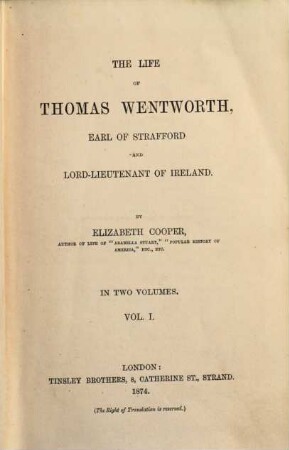 THE LIFE
OF
THOMAS WENTWORTH,
EARL OF STRAFFORD
AND
LORD-LIEUTENANT OF IRELAND.
BY
ELIZABETH COOPER,
AUTHOR OF LIFE OF "ARABELLA STUART," "POPULAR HISTORY OF
AMERICA," ETC., ETC.
IN TWO VOLUMES.
VOL. I.
LONDON:
TINSLEY BROTHERS, 8, CATHERINE ST., STRAND.
1874.
(The Right of Translation is reserved.)